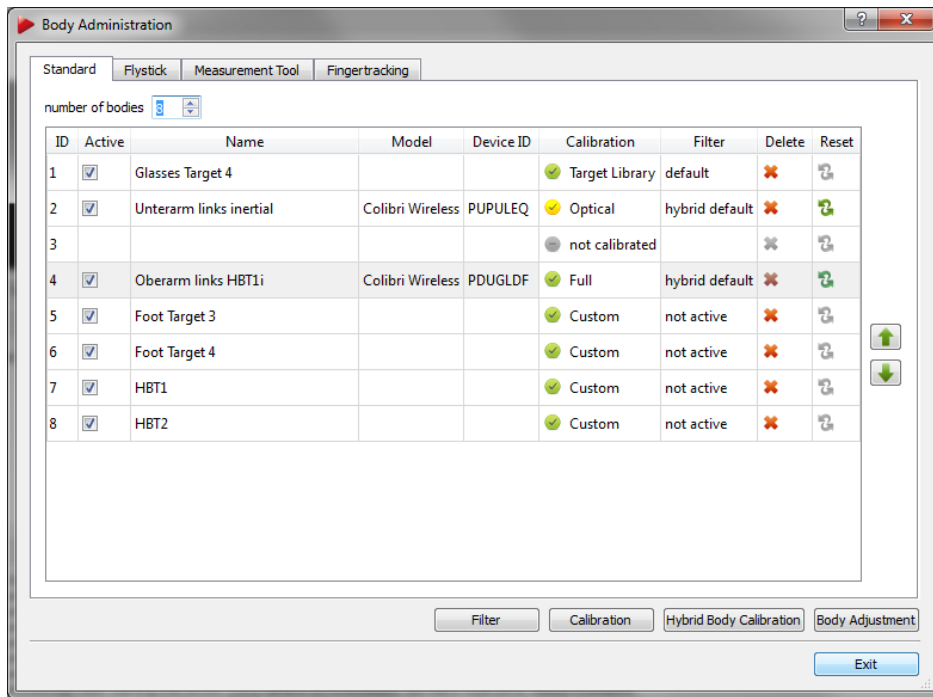 Body Administration
Standard Flystick Measurement Tool Fingertracking
number of bodies 8
ID Active Name Model Device ID Calibration Filter Delete Reset
1 Glasses Target 4 Target Library default
2 Unterarm links inertial Colibri Wireless PUPULEQ Optical hybrid default
3 not calibrated
4 Oberarm links HBT1i Colibri Wireless PDUGLDF Full hybrid default
5 Foot Target 3 Custom not active
6 Foot Target 4 Custom not active
7 HBT1 Custom not active
8 HBT2 Custom not active
Filter Calibration Hybrid Body Calibration Body Adjustment
Exit